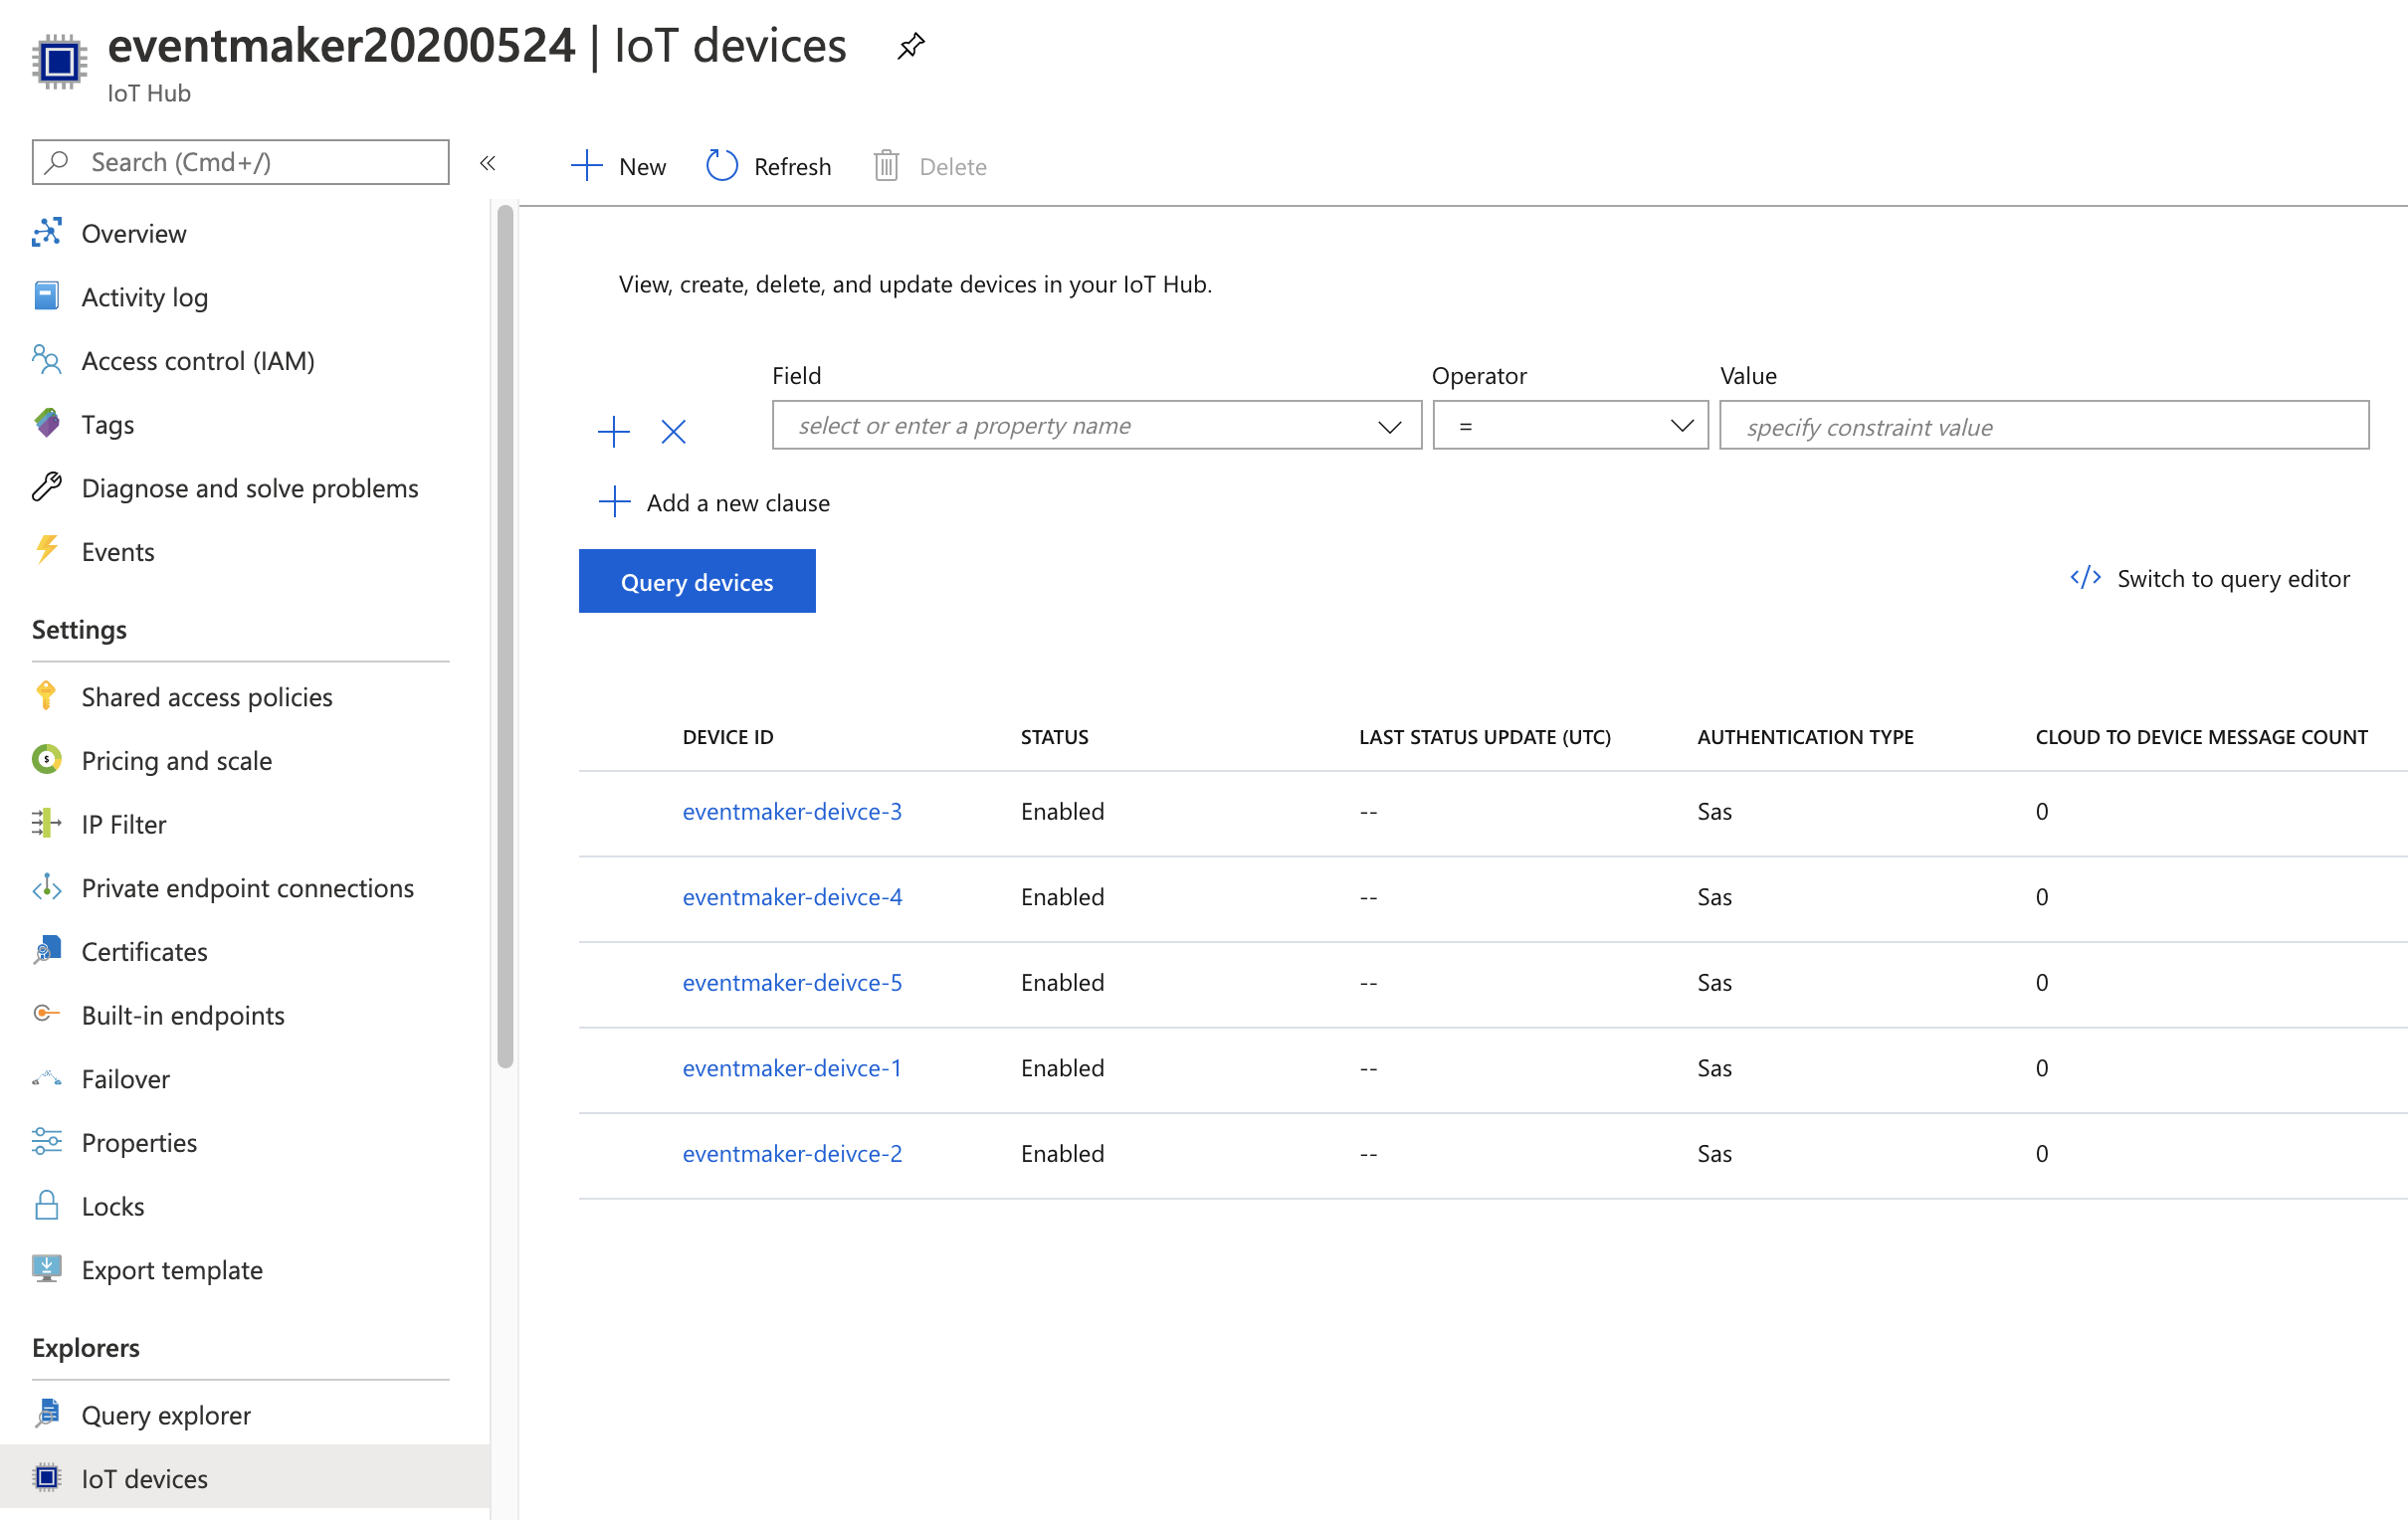 eventmaker20200524 | IoT devices
IoT Hub
Search (Cmd+/)
«
New
Refresh
Delete
Overview
Activity log
Access control (IAM)
Tags
Diagnose and solve problems
Events
Settings
Shared access policies
Pricing and scale
IP Filter
Private endpoint connections
Certificates
Built-in endpoints
Failover
Properties
Locks
Export template
Explorers
Query explorer
IoT devices
View, create, delete, and update devices in your IoT Hub.
Field Operator Value
select or enter a property name = specify constraint value
Add a new clause
Query devices
</> Switch to query editor
DEVICE ID STATUS LAST STATUS UPDATE (UTC) AUTHENTICATION TYPE CLOUD TO DEVICE MESSAGE COUNT
eventmaker-deivce-3 Enabled -- Sas 0
eventmaker-deivce-4 Enabled -- Sas 0
eventmaker-deivce-5 Enabled -- Sas 0
eventmaker-deivce-1 Enabled -- Sas 0
eventmaker-deivce-2 Enabled -- Sas 0